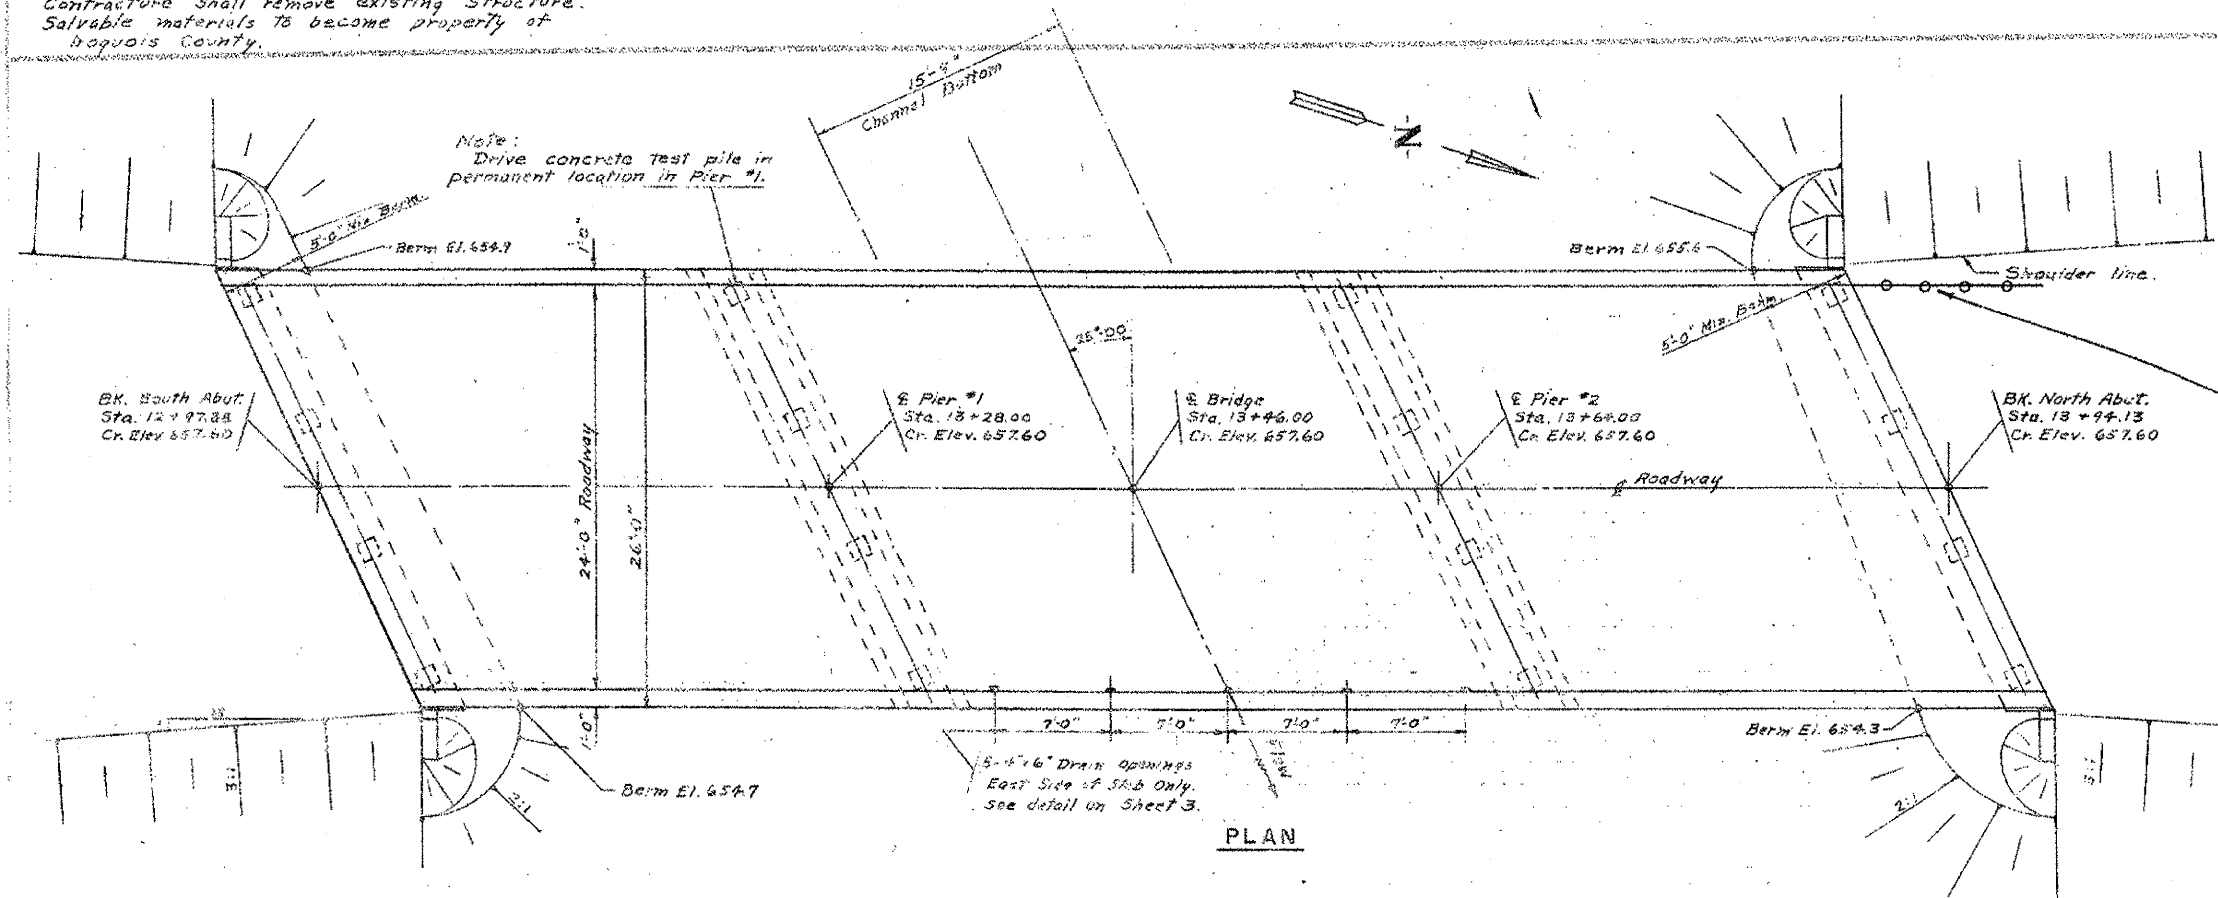 Contracture Shall remove existing Structure.
Salvable materials to become property of
Iroquois County.
15'-4"
Channel Bottom
N
Note:
Drive concrete test pile in
permanent location in Pier #1.
5'-0" Min Berm
Berm El. 654.9
1'-0"
Berm El. 655.6
Shoulder line.
5'-0" Min. Berm
25°-00'
BK. South Abut.
Sta. 12+97.88
Cr. Elev 657.60
℄ Pier #1
Sta. 13+28.00
Cr. Elev. 657.60
℄ Bridge
Sta. 13+46.00
Cr. Elev. 657.60
℄ Pier #2
Sta. 13+64.00
Cr. Elev. 657.60
BK. North Abut.
Sta. 13+94.13
Cr. Elev. 657.60
℄ Roadway
24'-0" Roadway
26'-0"
7'-0"
7'-0"
7'-0"
7'-0"
1'-0"
Berm El. 654.3
3:1
2:1
Berm El. 654.7
5-4"x6" Drain Openings
East Side of Slab Only.
See detail on Sheet 3.
Flow
2:1
3:1
PLAN